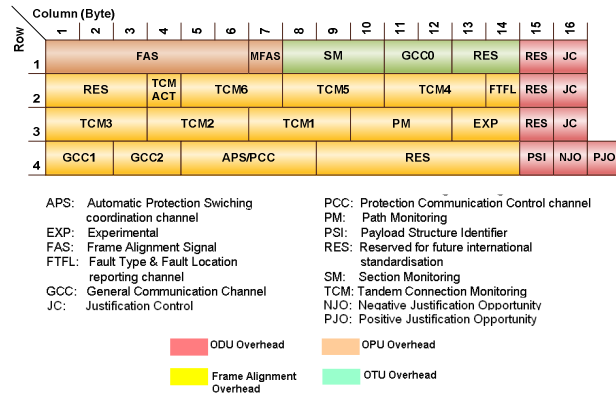 Column (Byte)
Row
1 2 3 4 5 6 7 8 9 10 11 12 13 14 15 16
1 FAS MFAS SM GCC0 RES RES JC
2 RES TCM ACT TCM6 TCM5 TCM4 FTFL RES JC
3 TCM3 TCM2 TCM1 PM EXP RES JC
4 GCC1 GCC2 APS/PCC RES PSI NJO PJO
APS: Automatic Protection Swiching
coordination channel
EXP: Experimental
FAS: Frame Alignment Signal
FTFL: Fault Type & Fault Location
reporting channel
GCC: General Communication Channel
JC: Justification Control
PCC: Protection Communication Control channel
PM: Path Monitoring
PSI: Payload Structure Identifier
RES: Reserved for future international
standardisation
SM: Section Monitoring
TCM: Tandem Connection Monitoring
NJO: Negative Justification Opportunity
PJO: Positive Justification Opportunity
ODU Overhead
OPU Overhead
Frame Alignment
Overhead
OTU Overhead